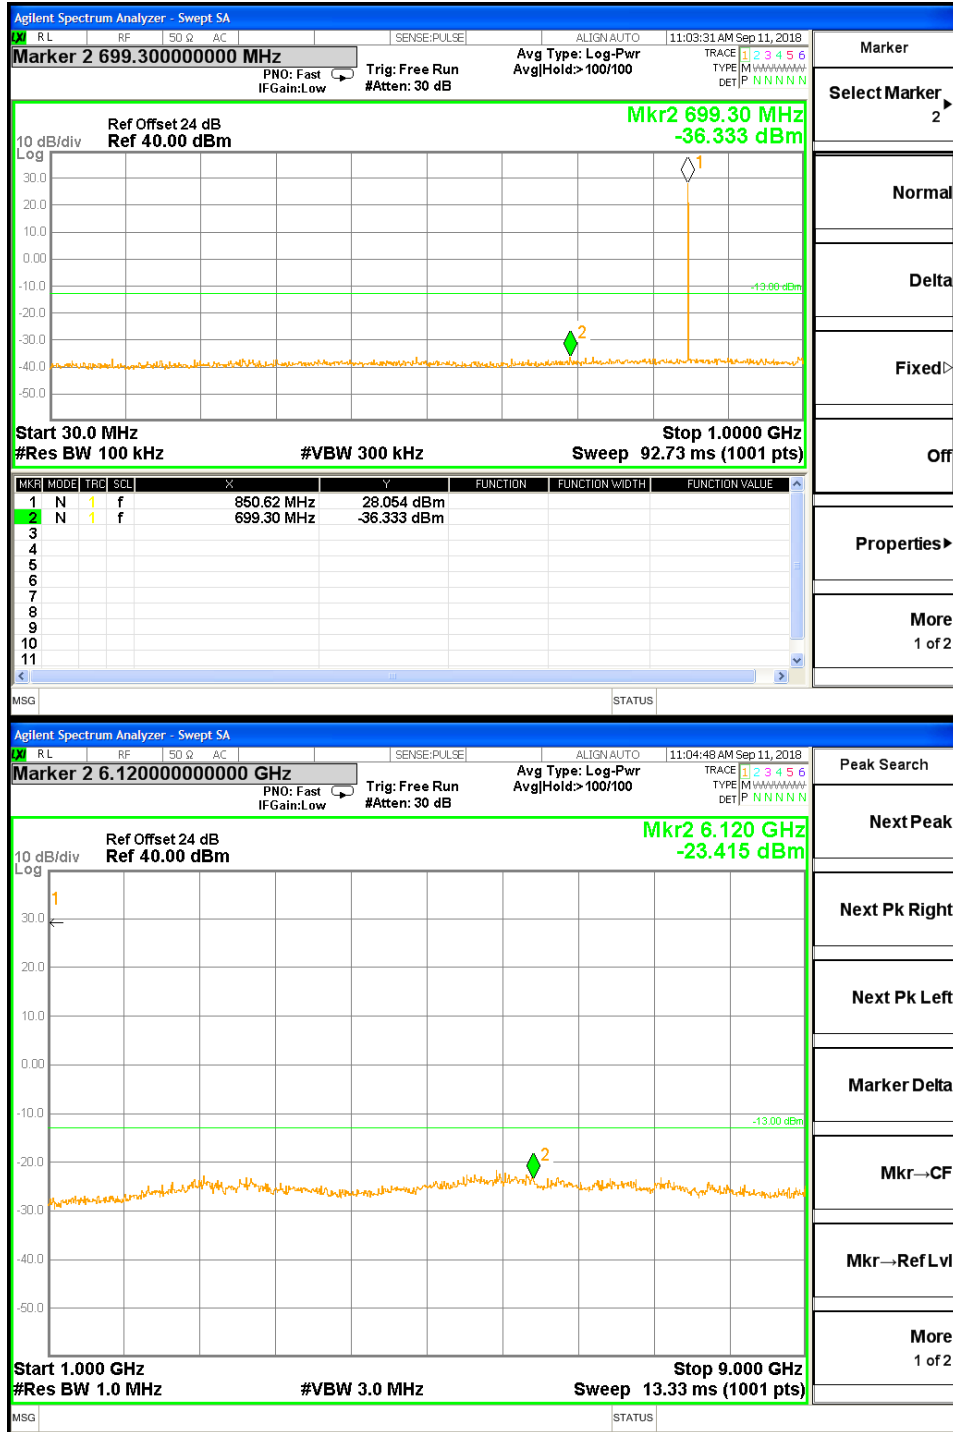 Agilent Spectrum Analyzer - Swept SA
LXI RL RF 50 Ω AC SENSE:PULSE ALIGN AUTO 11:03:31 AM Sep 11, 2018
Marker 2 699.300000000 MHz
PNO: Fast
IFGain:Low
Trig: Free Run
#Atten: 30 dB
Avg Type: Log-Pwr
Avg|Hold:>100/100
TRACE 1 2 3 4 5 6
TYPE M WWWWW
DET P N N N N N
Mkr2 699.30 MHz
-36.333 dBm
Ref Offset 24 dB
10 dB/div Ref 40.00 dBm
Log
30.0
20.0
10.0
0.00
-10.0
-20.0
-30.0
-40.0
-50.0
1
-13.00 dBm
2
Start 30.0 MHz Stop 1.0000 GHz
#Res BW 100 kHz #VBW 300 kHz Sweep 92.73 ms (1001 pts)
MKR MODE TRC SCL X Y FUNCTION FUNCTION WIDTH FUNCTION VALUE
1 N 1 f 850.62 MHz 28.054 dBm
2 N 1 f 699.30 MHz -36.333 dBm
3
4
5
6
7
8
9
10
11
MSG STATUS
Marker
Select Marker
2
Normal
Delta
Fixed
Off
Properties
More
1 of 2
Agilent Spectrum Analyzer - Swept SA
LXI RL RF 50 Ω AC SENSE:PULSE ALIGN AUTO 11:04:48 AM Sep 11, 2018
Marker 2 6.120000000000 GHz
PNO: Fast
IFGain:Low
Trig: Free Run
#Atten: 30 dB
Avg Type: Log-Pwr
Avg|Hold:>100/100
TRACE 1 2 3 4 5 6
TYPE M WWWWW
DET P N N N N N
Mkr2 6.120 GHz
-23.415 dBm
Ref Offset 24 dB
10 dB/div Ref 40.00 dBm
Log
1
30.0
20.0
10.0
0.00
-10.0
-20.0
-30.0
-40.0
-50.0
-13.00 dBm
2
Start 1.000 GHz Stop 9.000 GHz
#Res BW 1.0 MHz #VBW 3.0 MHz Sweep 13.33 ms (1001 pts)
MSG STATUS
Peak Search
Next Peak
Next Pk Right
Next Pk Left
Marker Delta
Mkr→CF
Mkr→Ref Lvl
More
1 of 2